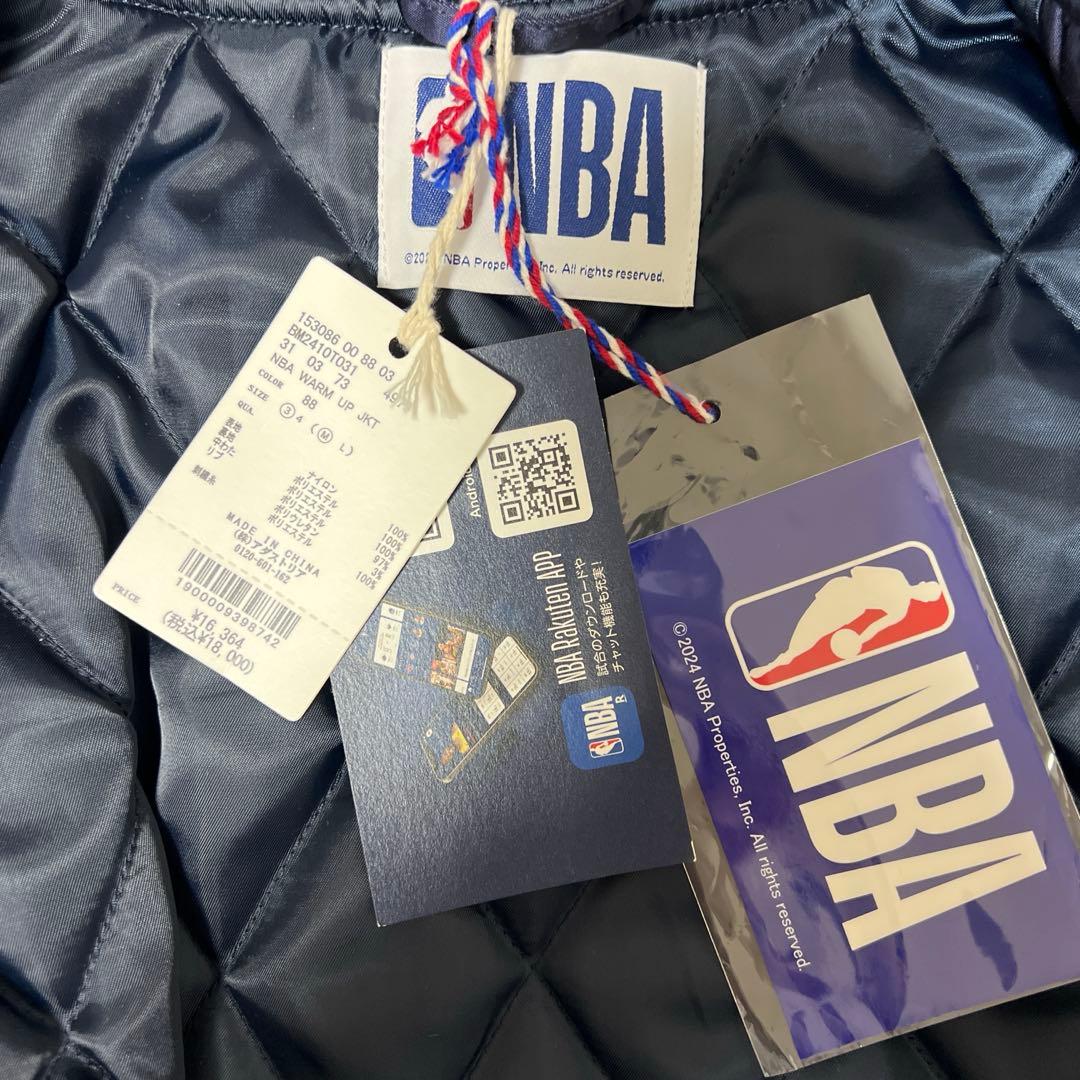 NBA
NBA Properties, Inc. All rights reserved.
153086 00 88 03
BM2410T031
31 03 73
NBA WARM UP JKT
COLOR 88
SIZE ③ 4 ( Ⓜ L )
QUA.
表地 ナイロン 100%
裏地 ポリエステル 100%
中わた ポリエステル 100%
リブ ポリエステル 97%
ポリウレタン 3%
刺繍糸 ポリエステル 100%
MADE IN CHINA
(株)アダストリア
0120-601-162
1900009398742
PRICE ¥16,364
(税込¥18,000)
Android
NBA Rakuten APP
試合のダウンロードや
チャット機能も充実!
NBA
R
NBA
© 2024 NBA Properties, Inc. All rights reserved.